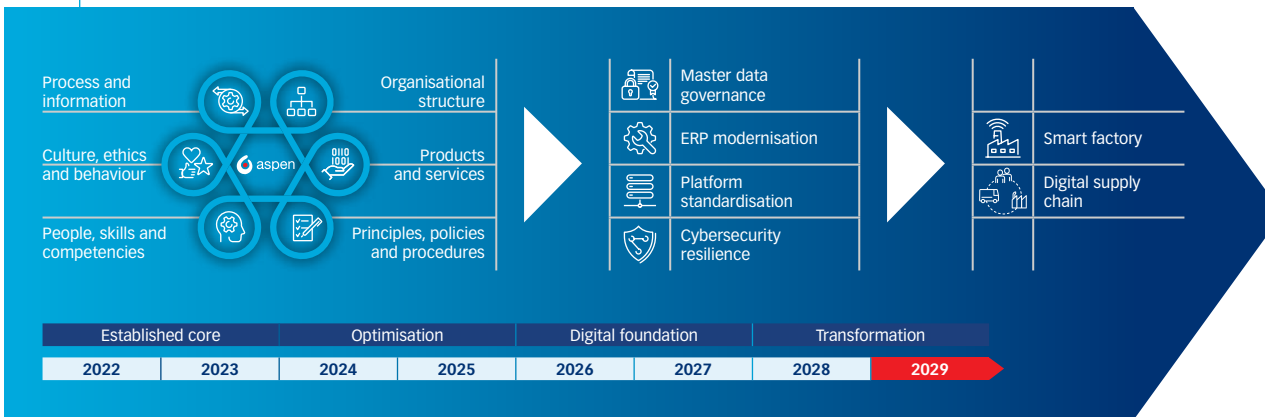 Process and
information
Organisational
structure
Culture, ethics
and behaviour
0110
1001
aspen
Products
and services
People, skills and
competencies
Principles, policies
and procedures
Master data
governance
ERP modernisation
Platform
standardisation
Cybersecurity
resilience
Smart factory
Digital supply
chain
Established core
Optimisation
Digital foundation
Transformation
2022
2023
2024
2025
2026
2027
2028
2029